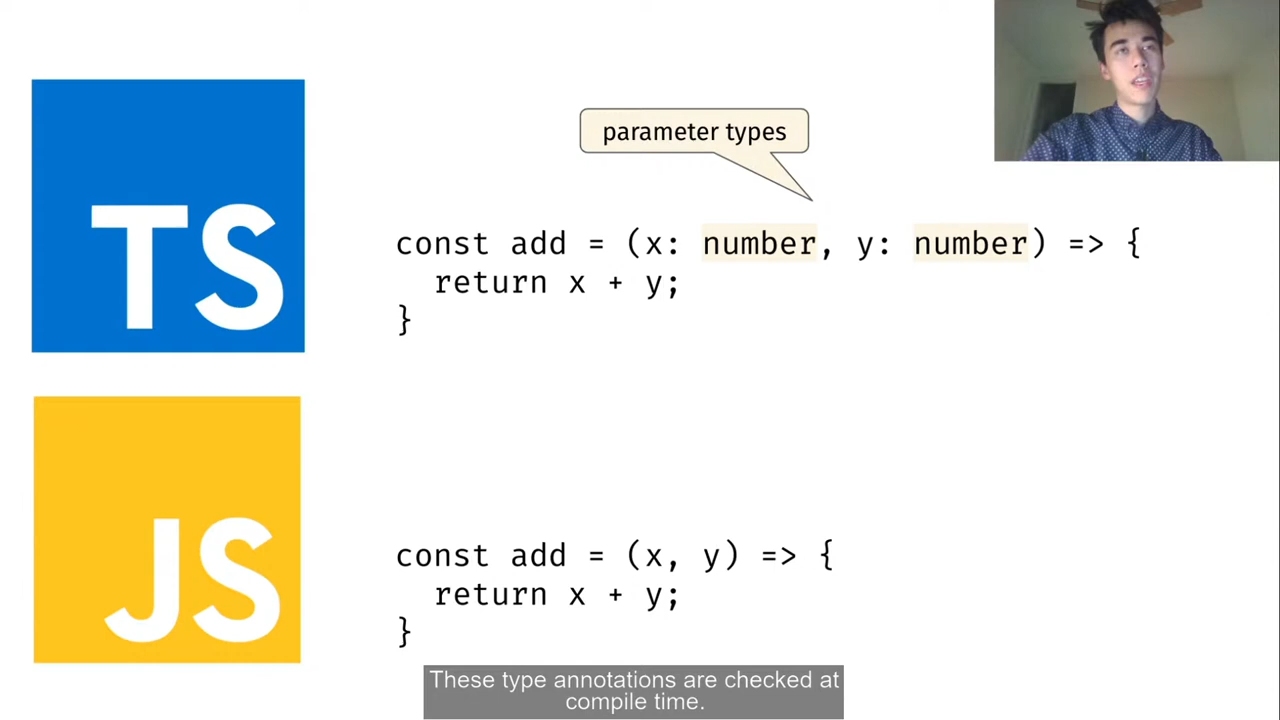 parameter types
TS
const add = (x: number, y: number) => {
return x + y;
}
JS
const add = (x, y) => {
return x + y;
}
These type annotations are checked at
compile time.